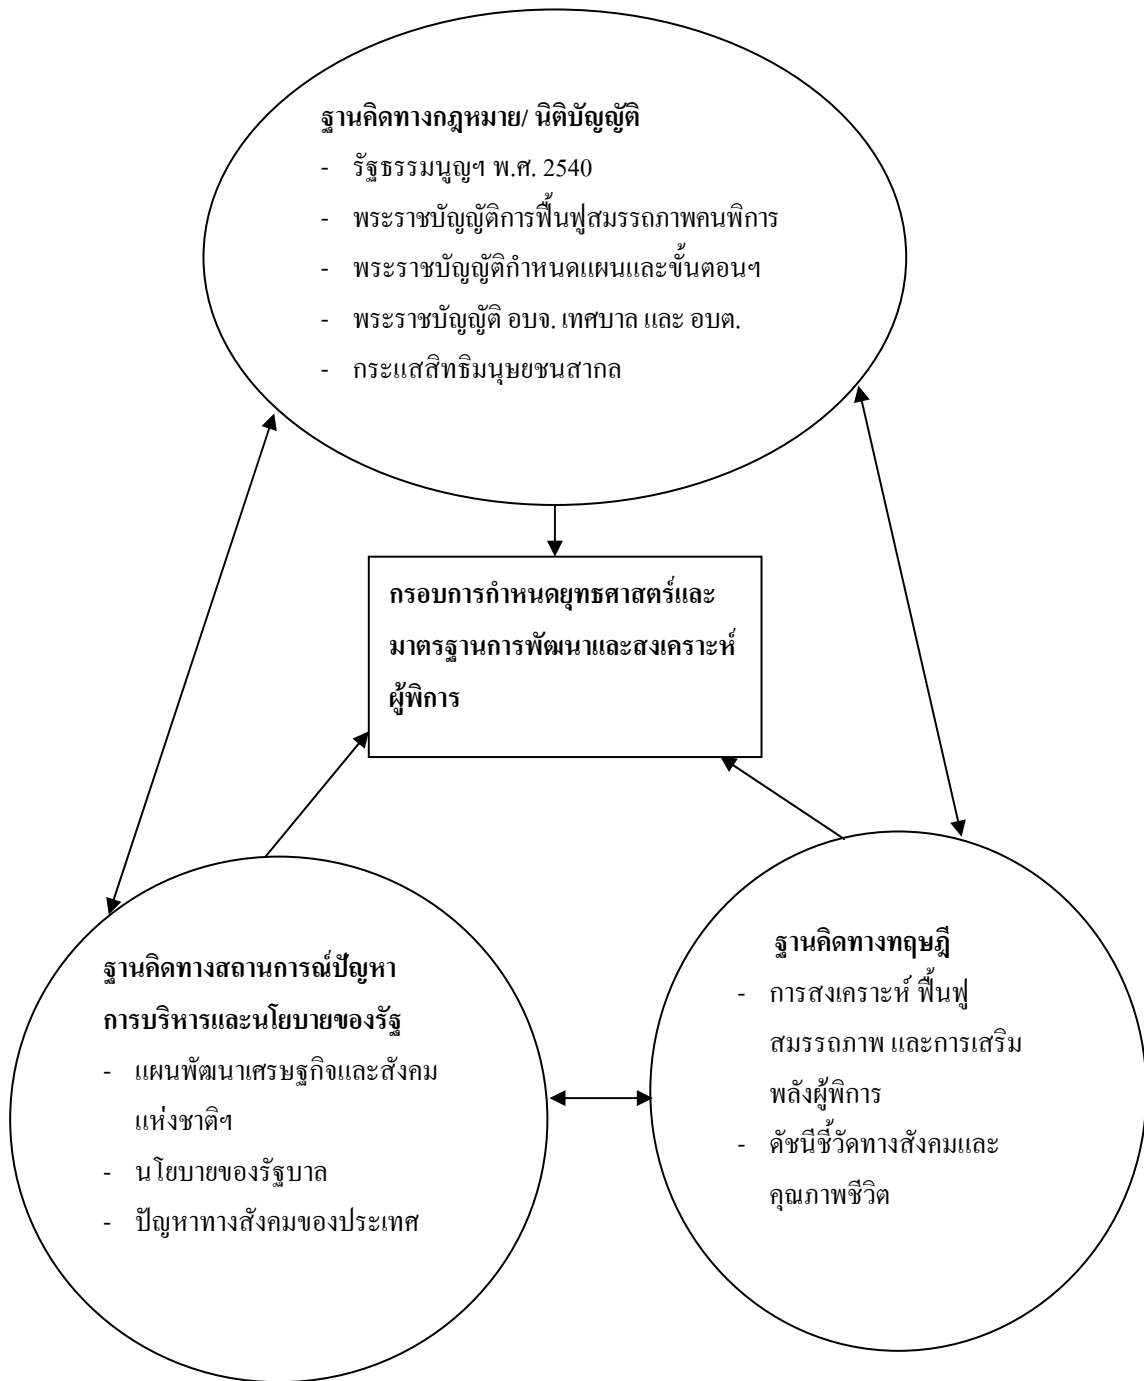 ฐานคิดทางกฎหมาย/ นิติบัญญัติ
- รัฐธรรมนูญฯ พ.ศ. 2540
- พระราชบัญญัติการฟื้นฟูสมรรถภาพคนพิการ
- พระราชบัญญัติกำหนดแผนและขั้นตอนฯ
- พระราชบัญญัติ อบจ. เทศบาล และ อบต.
- กระแสสิทธิมนุษยชนสากล
กรอบการกำหนดยุทธศาสตร์และ
มาตรฐานการพัฒนาและสงเคราะห์
ผู้พิการ
ฐานคิดทางสถานการณ์ปัญหา
การบริหารและนโยบายของรัฐ
- แผนพัฒนาเศรษฐกิจและสังคม
แห่งชาติฯ
- นโยบายของรัฐบาล
- ปัญหาทางสังคมของประเทศ
ฐานคิดทางทฤษฎี
- การสงเคราะห์ ฟื้นฟู
สมรรถภาพ และการเสริม
พลังผู้พิการ
- ดัชนีชี้วัดทางสังคมและ
คุณภาพชีวิต